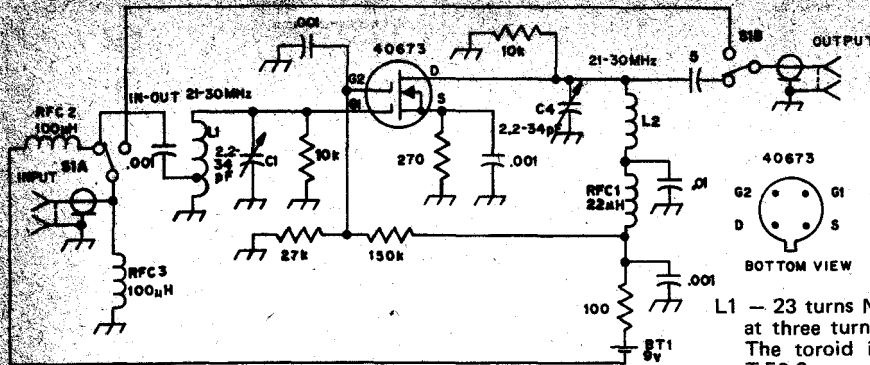 .001
40673
10k
21-30MHz
5
S1B
OUTPUT
IN-OUT
21-30MHz
G2
G1
D
S
RFC2
100µH
S1A
.001
INPUT
L1
2.2-
34
pF
C1
10k
270
.001
C4
2.2-34pF
L2
RFC1
22µH
.01
40673
G2
G1
D
S
BOTTOM VIEW
RFC3
100µH
27k
150k
.001
100
BT1
9V
L1 – 23 turns N
at three turn
The toroid i